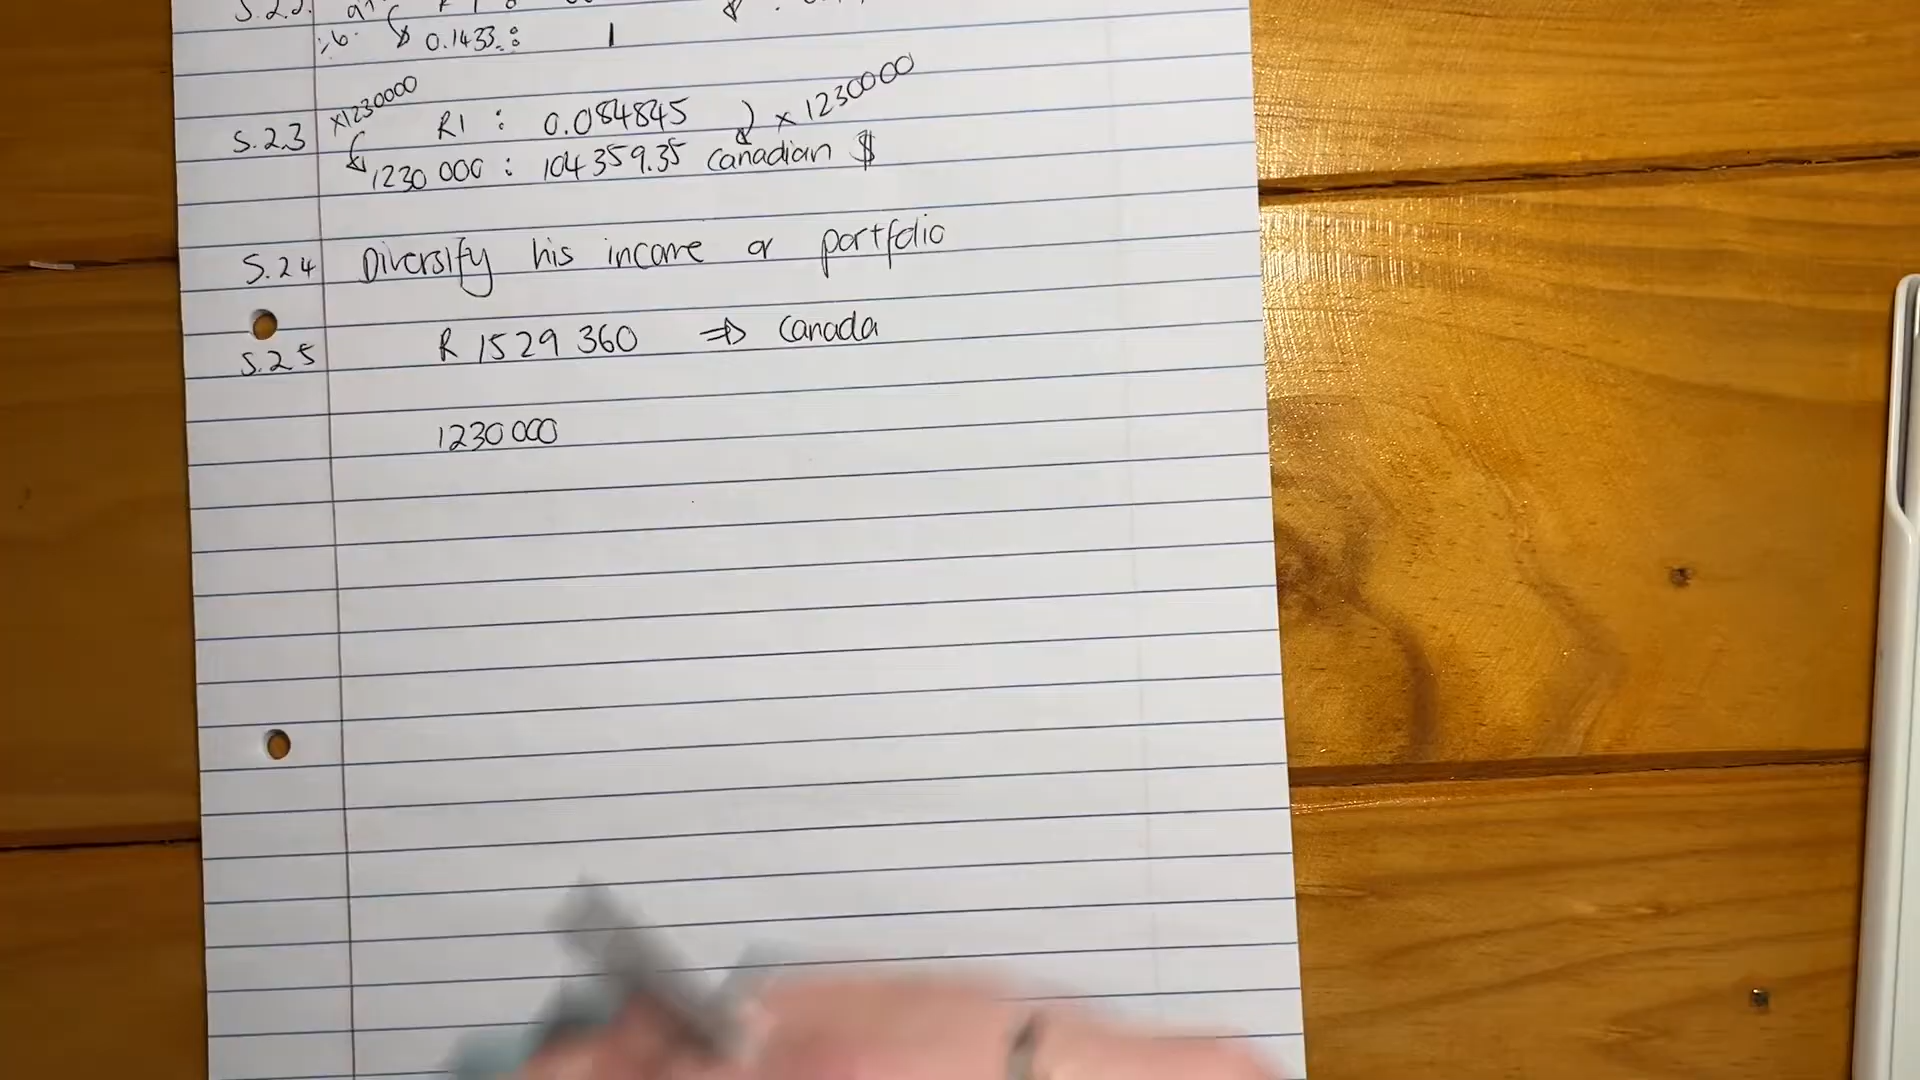 0.1433 :    1
x1230000
5.2.3 R1 : 0.084845 x 1230000
1230 000 : 104 359.35 Canadian $
5.2.4 Diversify his income or portfolio
5.2.5 R 1529 360 ⇒ Canada
1230 000